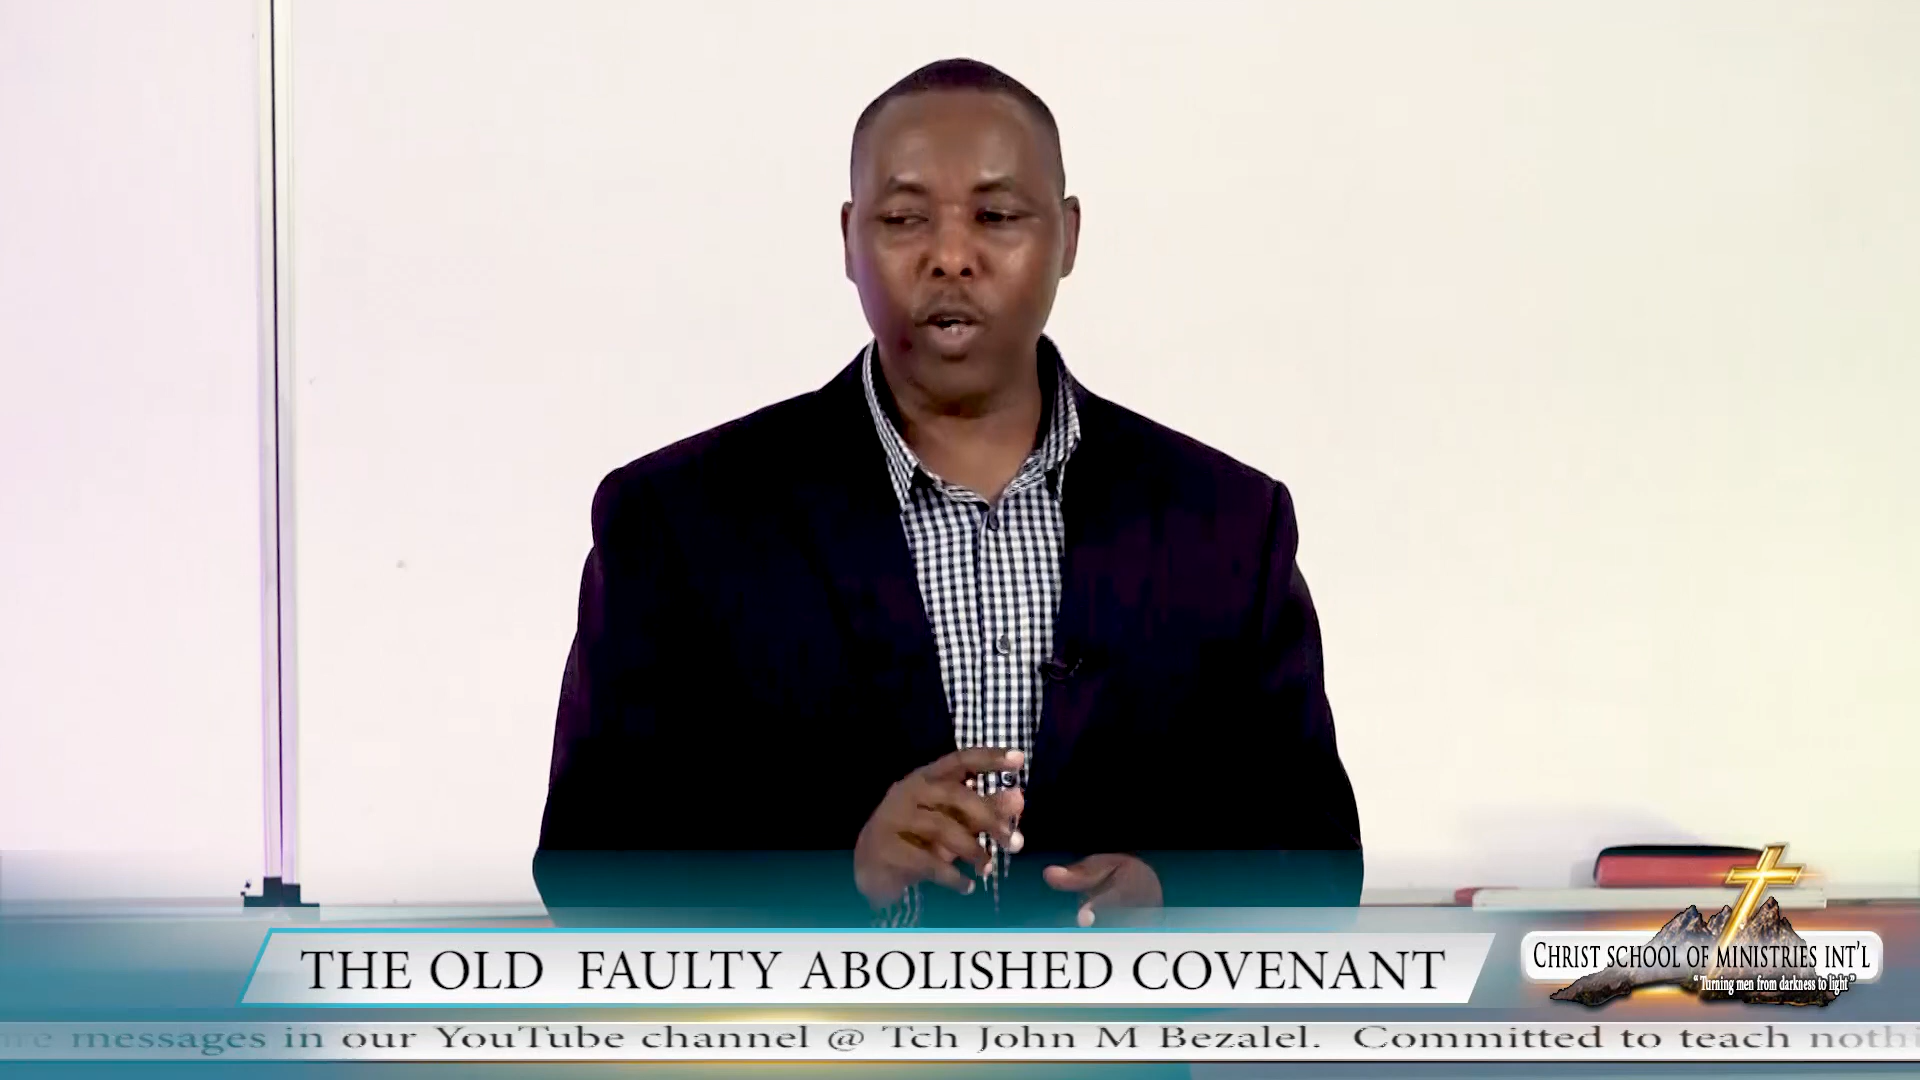 THE OLD FAULTY ABOLISHED COVENANT
CHRIST SCHOOL OF MINISTRIES INT'L
"Turning men from darkness to light"
messages in our YouTube channel @ Tch John M Bezalel. Committed to teach